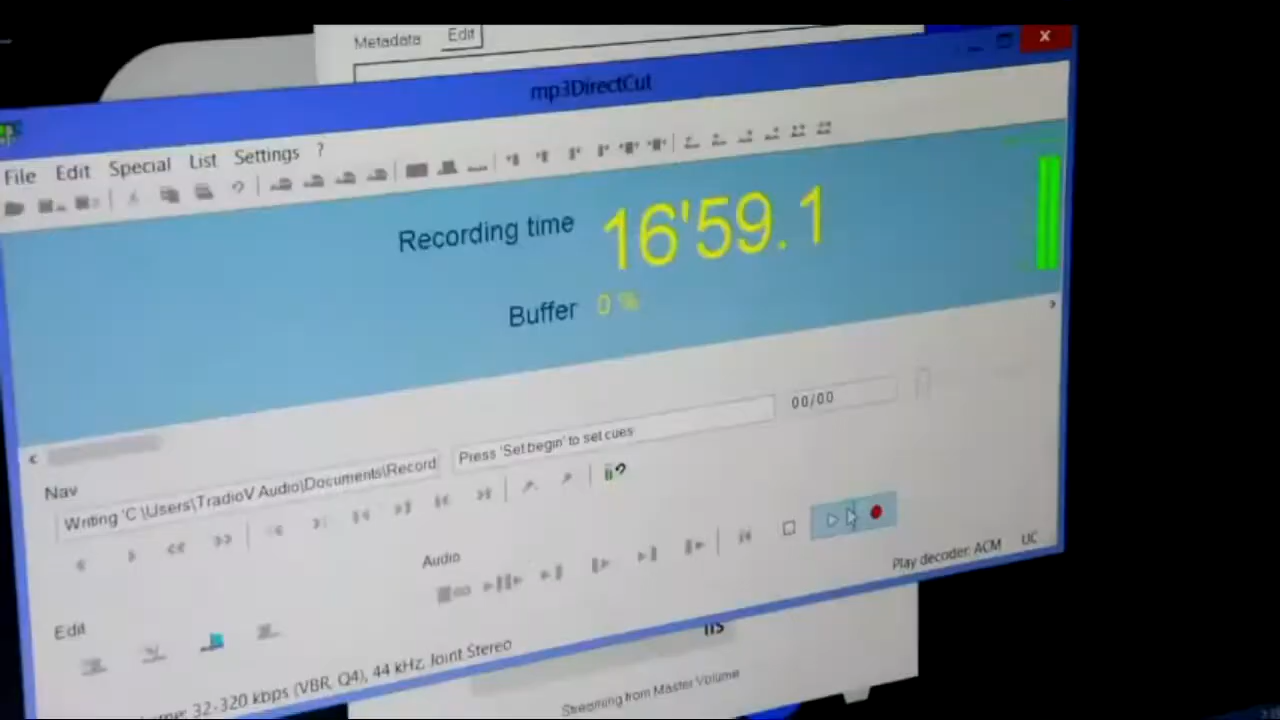 Metadata Edit
mp3DirectCut
File Edit Special List Settings ?
Recording time 16'59.1
Buffer 0 %
Nav
Writing 'C:\Users\TradioV Audio\Documents\Record
Press 'Set begin' to set cues
00/00
Audio
Edit
Play decoder: ACM UC
32-320 kbps (VBR, Q4), 44 kHz, Joint Stereo
Streaming from Master Volume